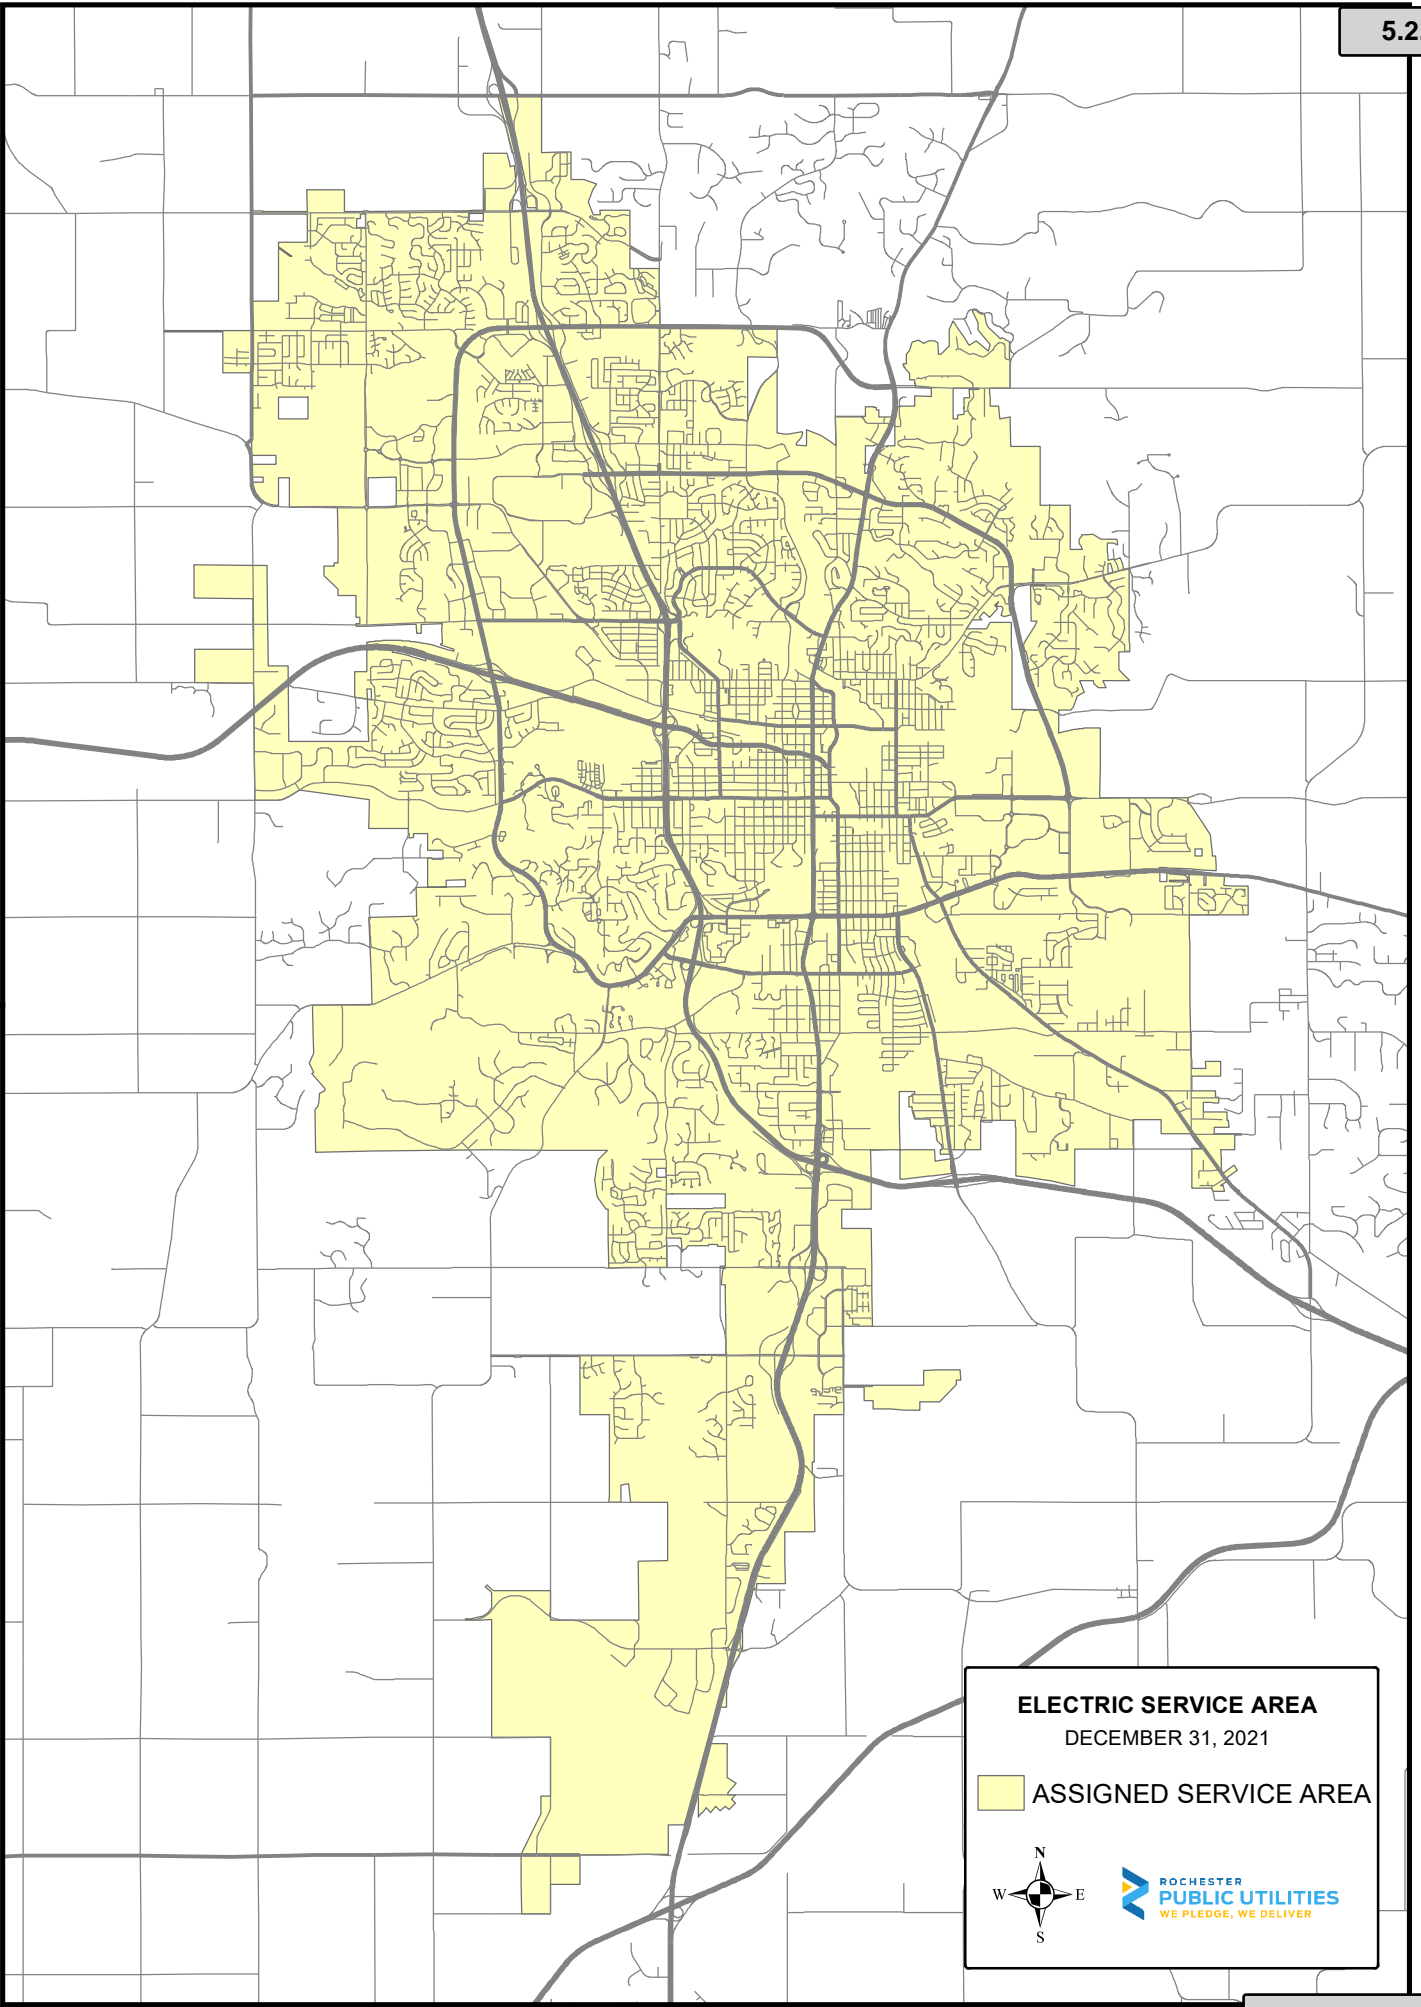 5.2.
ELECTRIC SERVICE AREA
DECEMBER 31, 2021
ASSIGNED SERVICE AREA
N
W E
S
ROCHESTER
PUBLIC UTILITIES
WE PLEDGE, WE DELIVER